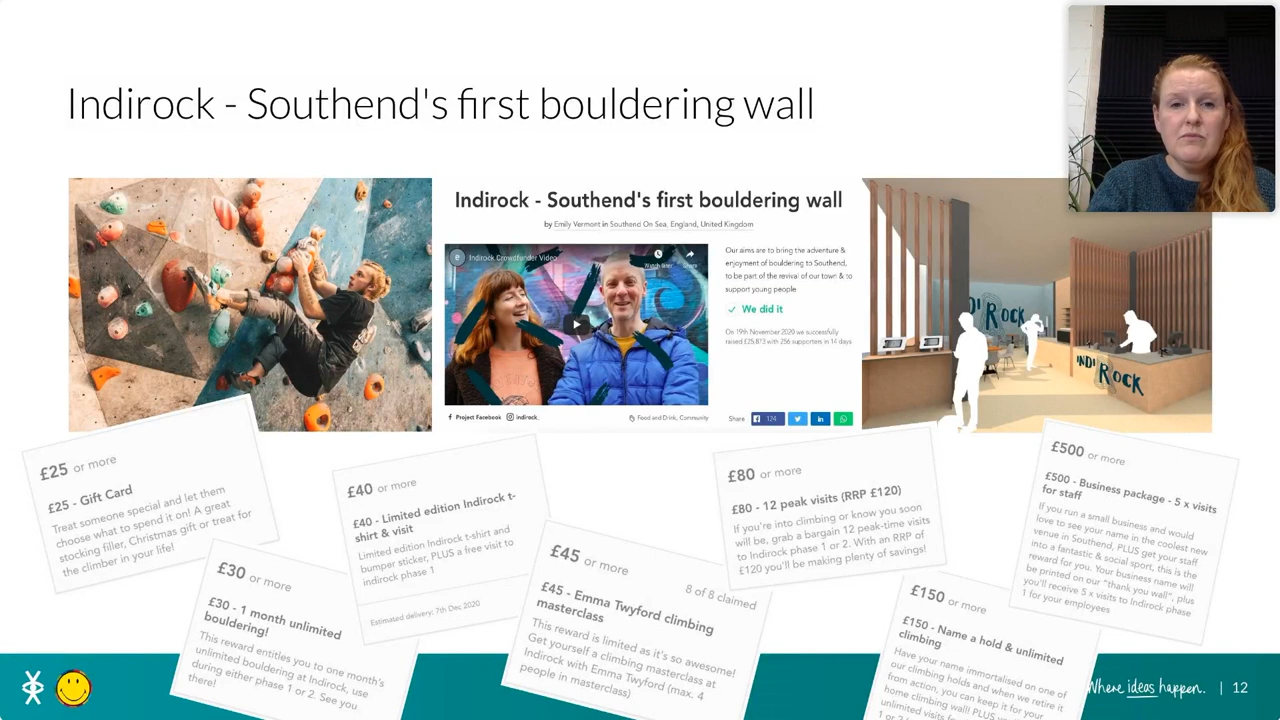 Indirock - Southend's first bouldering wall
Indirock - Southend's first bouldering wall
by Emily Vermont in Southend On Sea, England, United Kingdom
e Indirock Crowdfunder Video
Watch later
Share
Our aims are to bring the adventure &
enjoyment of bouldering to Southend,
to be part of the revival of our town & to
support young people
We did it
On 19th November 2020 we successfully
raised £25,873 with 256 supporters in 14 days
Project Facebook
indirock_
Food and Drink, Community
Share
124
INDIROCK
£25 or more
£25 - Gift Card
Treat someone special and let them
choose what to spend it on! A great
stocking filler, Christmas gift or treat for
the climber in your life!
£30 or more
£30 - 1 month unlimited
bouldering!
This reward entitles you to one month's
unlimited bouldering at Indirock, use
during either phase 1 or 2. See you
there!
£40 or more
£40 - Limited edition Indirock t-
shirt & visit
Limited edition Indirock t-shirt and
bumper sticker, PLUS a free visit to
indirock phase 1
Estimated delivery: 7th Dec 2020
£45 or more
8 of 8 claimed
£45 - Emma Twyford climbing
masterclass
This reward is limited as it's so awesome!
Get yourself a climbing masterclass at
Indirock with Emma Twyford (max. 4
people in masterclass)
£80 or more
£80 - 12 peak visits (RRP £120)
If you're into climbing or know you soon
will be, grab a bargain 12 peak-time visits
to Indirock phase 1 or 2. With an RRP of
£120 you'll be making plenty of savings!
£150 or more
£150 - Name a hold & unlimited
climbing
Have your name immortalised on one of
our climbing holds and when we retire it
from action, you can keep it for your
home climbing wall! PLUS
unlimited visits
1 or 2
£500 or more
£500 - Business package - 5 x visits
for staff
If you run a small business and would
love to see your name in the coolest new
venue in Southend, PLUS get your staff
into a fantastic & social sport, this is the
reward for you. Your business name will
be printed on our "thank you wall", plus
you'll receive 5 x visits to Indirock phase
1 for your employees
Where ideas happen. | 12